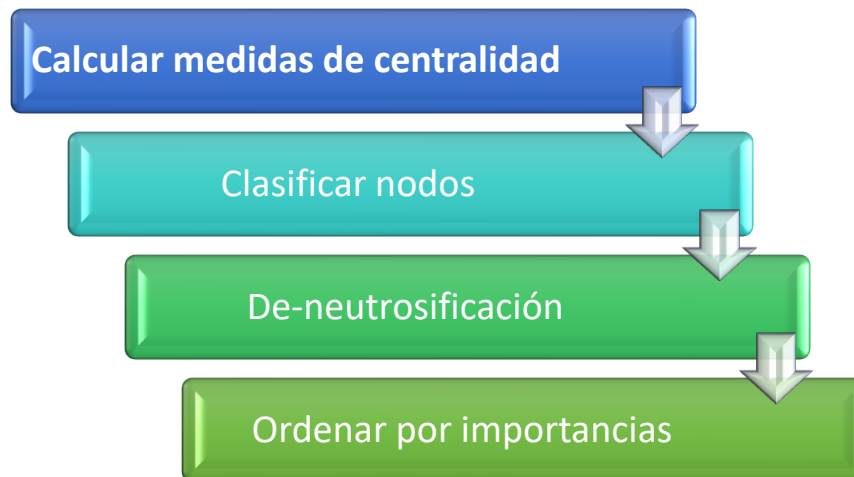 Calcular medidas de centralidad
Clasificar nodos
De-neutrosificación
Ordenar por importancias